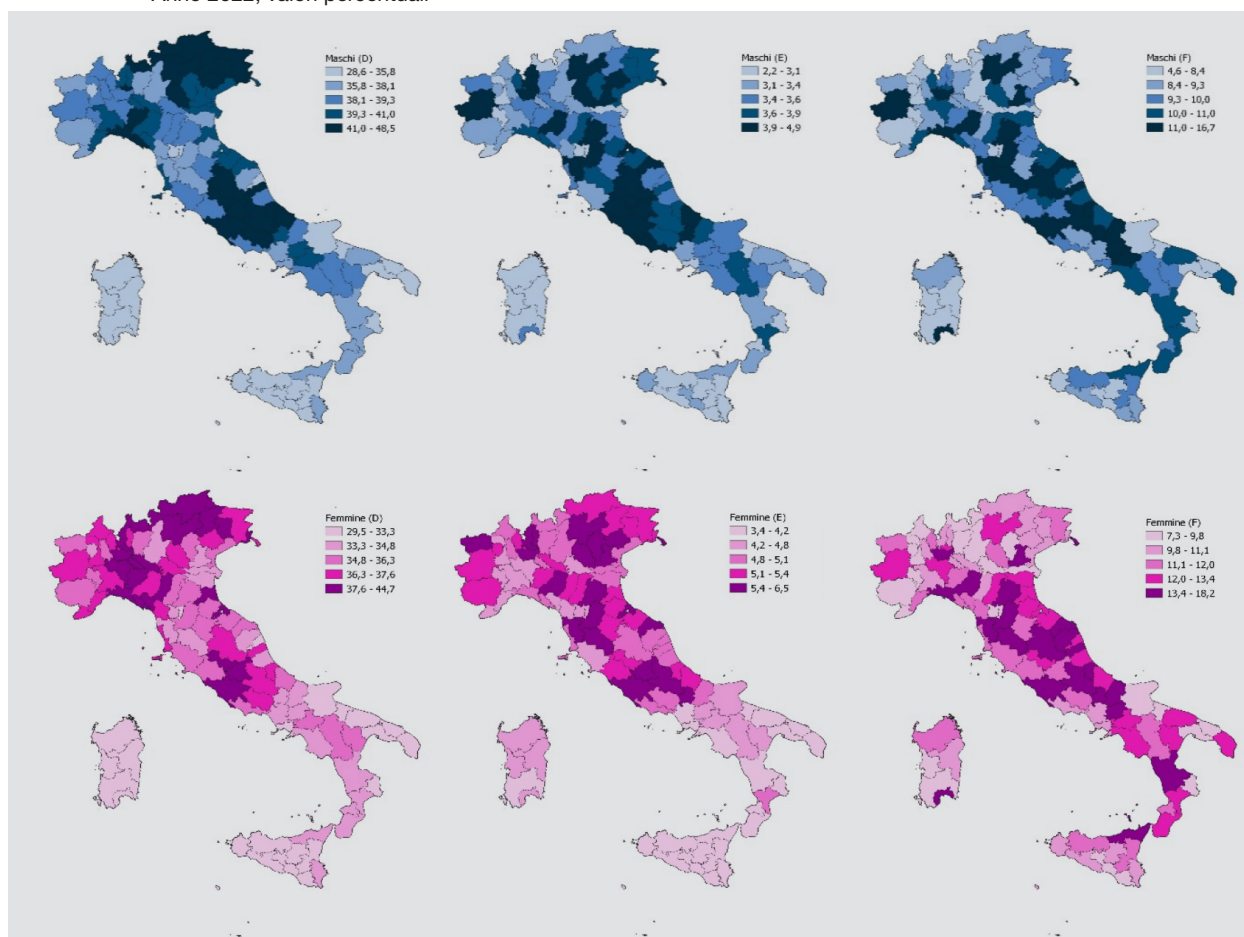 Anno 2022, valori percentuali
Maschi (D)
28,6 - 35,8
35,8 - 38,1
38,1 - 39,3
39,3 - 41,0
41,0 - 48,5
Maschi (E)
2,2 - 3,1
3,1 - 3,4
3,4 - 3,6
3,6 - 3,9
3,9 - 4,9
Maschi (F)
4,6 - 8,4
8,4 - 9,3
9,3 - 10,0
10,0 - 11,0
11,0 - 16,7
Femmine (D)
29,5 - 33,3
33,3 - 34,8
34,8 - 36,3
36,3 - 37,6
37,6 - 44,7
Femmine (E)
3,4 - 4,2
4,2 - 4,8
4,8 - 5,1
5,1 - 5,4
5,4 - 6,5
Femmine (F)
7,3 - 9,8
9,8 - 11,1
11,1 - 12,0
12,0 - 13,4
13,4 - 18,2